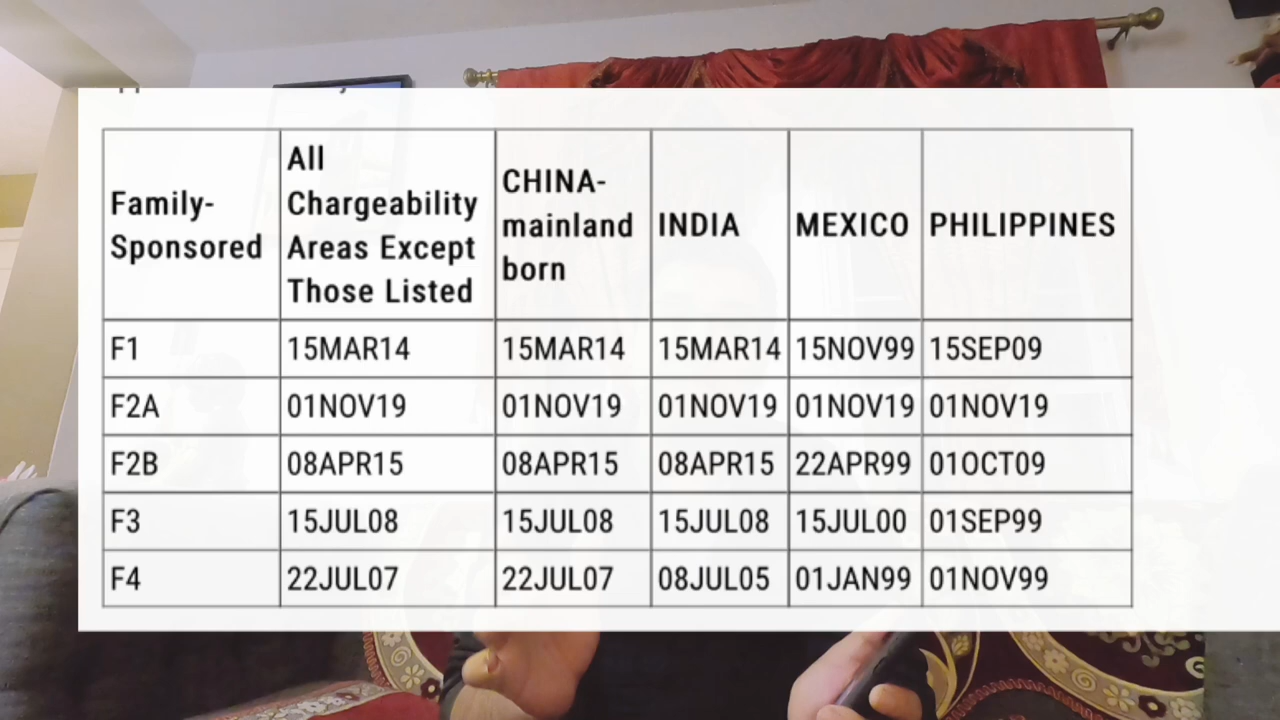 Family-Sponsored | All Chargeability Areas Except Those Listed | CHINA-mainland born | INDIA | MEXICO | PHILIPPINES
F1 | 15MAR14 | 15MAR14 | 15MAR14 | 15NOV99 | 15SEP09
F2A | 01NOV19 | 01NOV19 | 01NOV19 | 01NOV19 | 01NOV19
F2B | 08APR15 | 08APR15 | 08APR15 | 22APR99 | 01OCT09
F3 | 15JUL08 | 15JUL08 | 15JUL08 | 15JUL00 | 01SEP99
F4 | 22JUL07 | 22JUL07 | 08JUL05 | 01JAN99 | 01NOV99